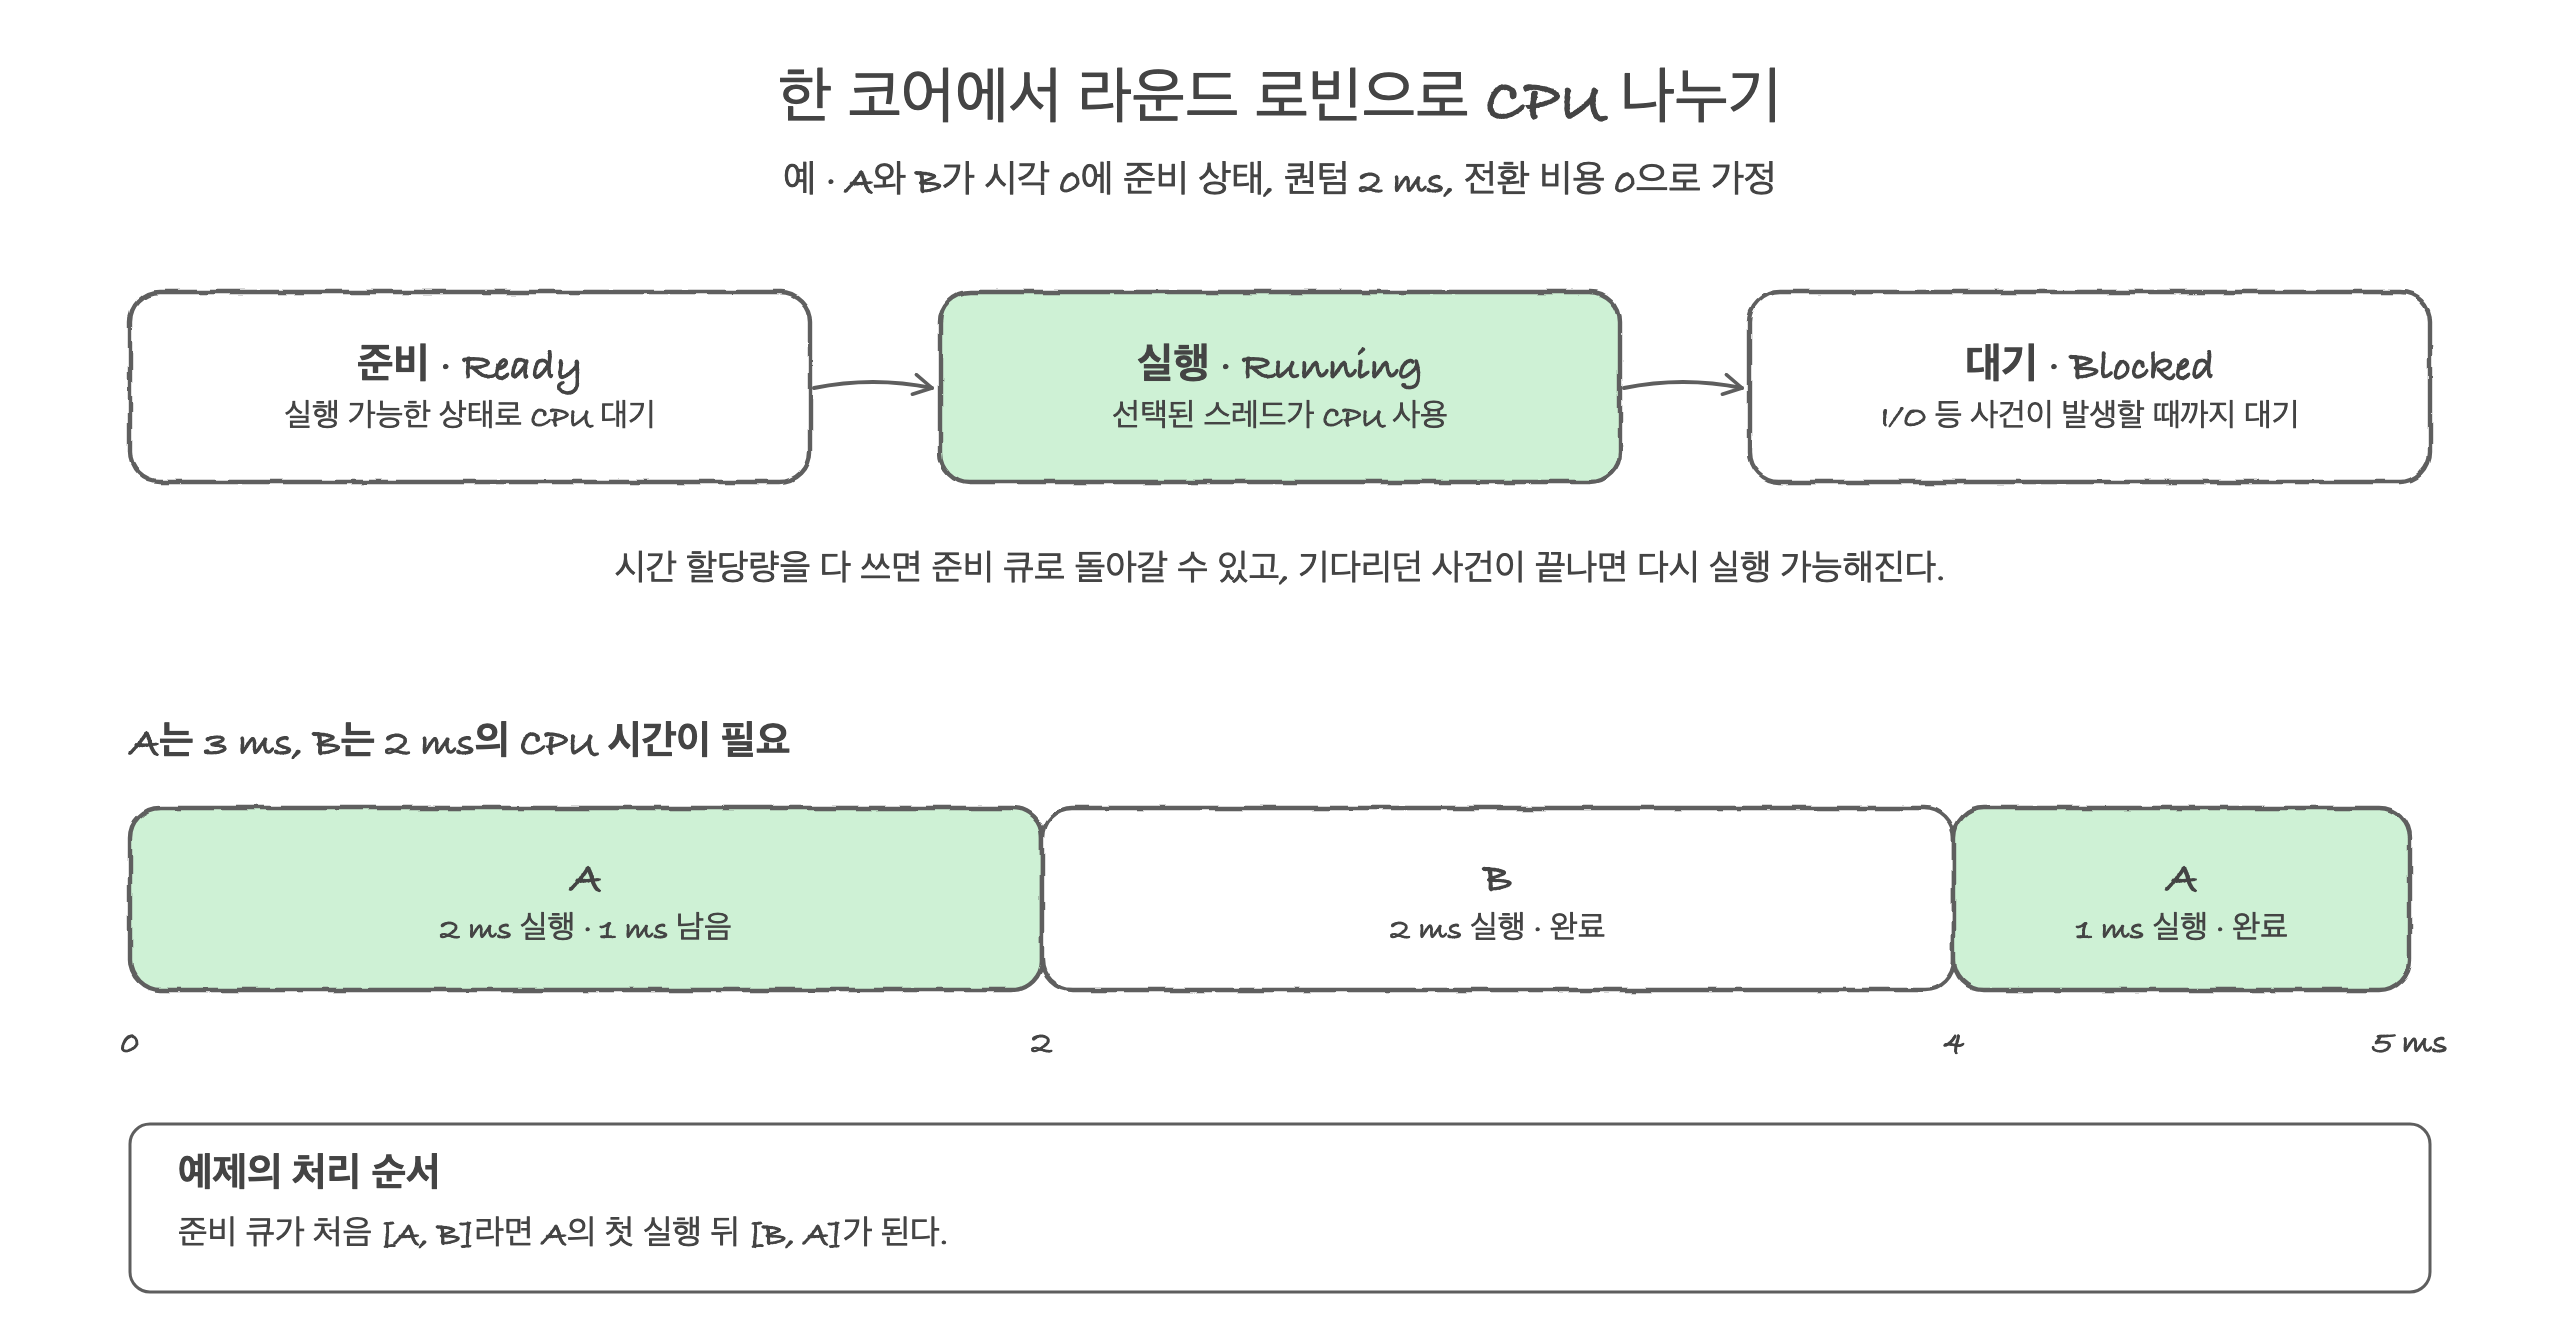 한 코어에서 라운드 로빈으로 CPU 나누기
예 · A와 B가 시각 0에 준비 상태, 퀀텀 2 ms, 전환 비용 0으로 가정
준비 · Ready
실행 가능한 상태로 CPU 대기
실행 · Running
선택된 스레드가 CPU 사용
대기 · Blocked
I/O 등 사건이 발생할 때까지 대기
시간 할당량을 다 쓰면 준비 큐로 돌아갈 수 있고, 기다리던 사건이 끝나면 다시 실행 가능해진다.
A는 3 ms, B는 2 ms의 CPU 시간이 필요
A
2 ms 실행 · 1 ms 남음
B
2 ms 실행 · 완료
A
1 ms 실행 · 완료
0
2
4
5 ms
예제의 처리 순서
준비 큐가 처음 [A, B]라면 A의 첫 실행 뒤 [B, A]가 된다.